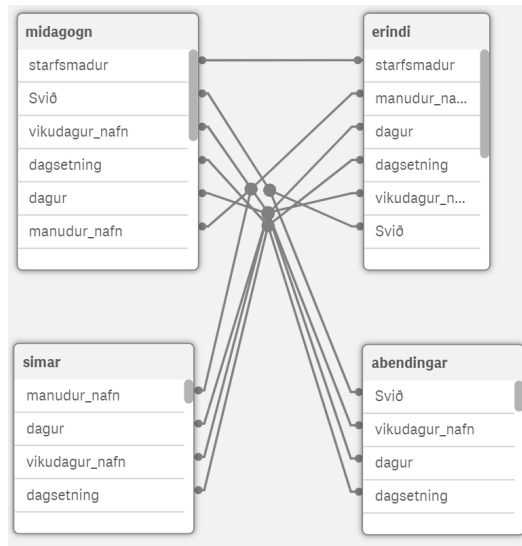 midagogn
starfsmadur
Svið
vikudagur_nafn
dagsetning
dagur
manudur_nafn
erindi
starfsmadur
manudur_na...
dagur
dagsetning
vikudagur_n...
Svið
simar
manudur_nafn
dagur
vikudagur_nafn
dagsetning
abendingar
Svið
vikudagur_nafn
dagur
dagsetning